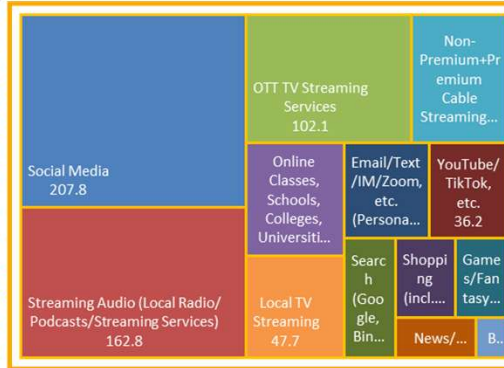 Social Media
207.8
Streaming Audio (Local Radio/
Podcasts/Streaming Services)
162.8
OTT TV Streaming
Services
102.1
Non-
Premium+Pr
emium
Cable
Streaming...
Online
Classes,
Schools,
Colleges,
Universiti...
Email/Text
/IM/Zoom,
etc.
(Persona...
YouTube/
TikTok,
etc.
36.2
Local TV
Streaming
47.7
Searc
h
(Goo
gle,
Bin...
Shoppin
g
(incl....
Game
s/Fan
tasy...
News/...
B...